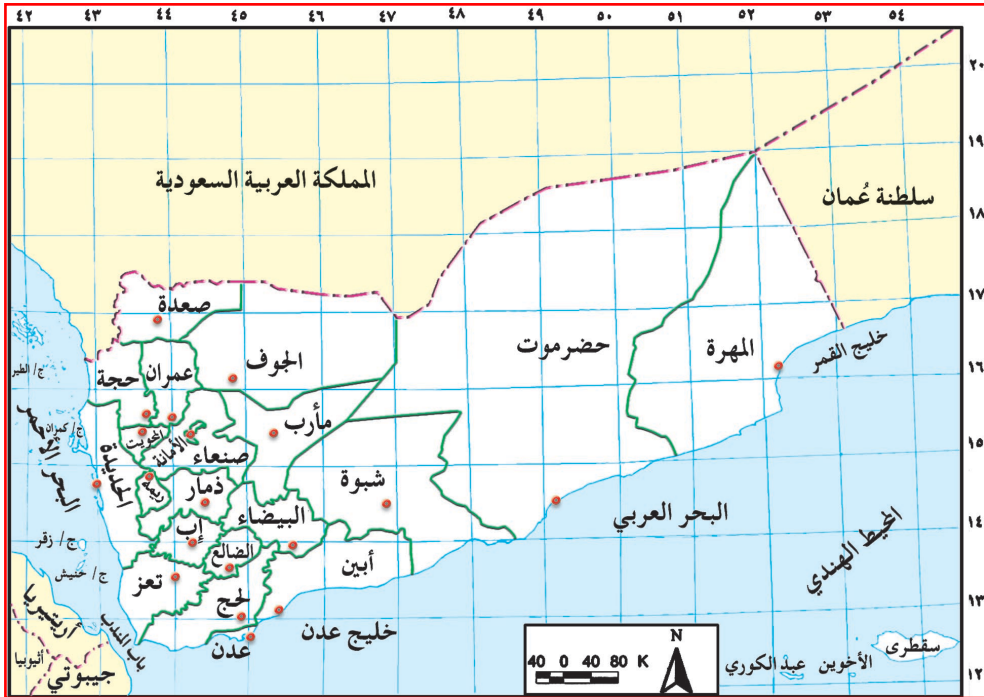 ٤٢ ٤٣ ٤٤ ٤٥ ٤٦ ٤٧ ٤٨ ٤٩ ٥٠ ٥١ ٥٢ ٥٣ ٥٤
٢٠
١٩
١٨
١٧
١٦
١٥
١٤
١٣
١٢
المملكة العربية السعودية
سلطنة عُمان
صعدة
خليج القمر
المهرة
حضرموت
الجوف
عمران
حجة
ج/ الطير
مأرب
ج/ كمران
المحويت
الأمانة
صنعاء
البحر الأحمر
الحديدة
ريمة
ذمار
شبوة
البيضاء
البحر العربي
المحيط الهندي
إب
الضالع
أبين
ج/ زقر
ج/ حنيش
تعز
لحج
عدن
خليج عدن
باب المندب
أريتيريا
أثيوبيا
جيبوتي
سقطرى
الأخوين
عبد الكوري
N
40 0 40 80 K